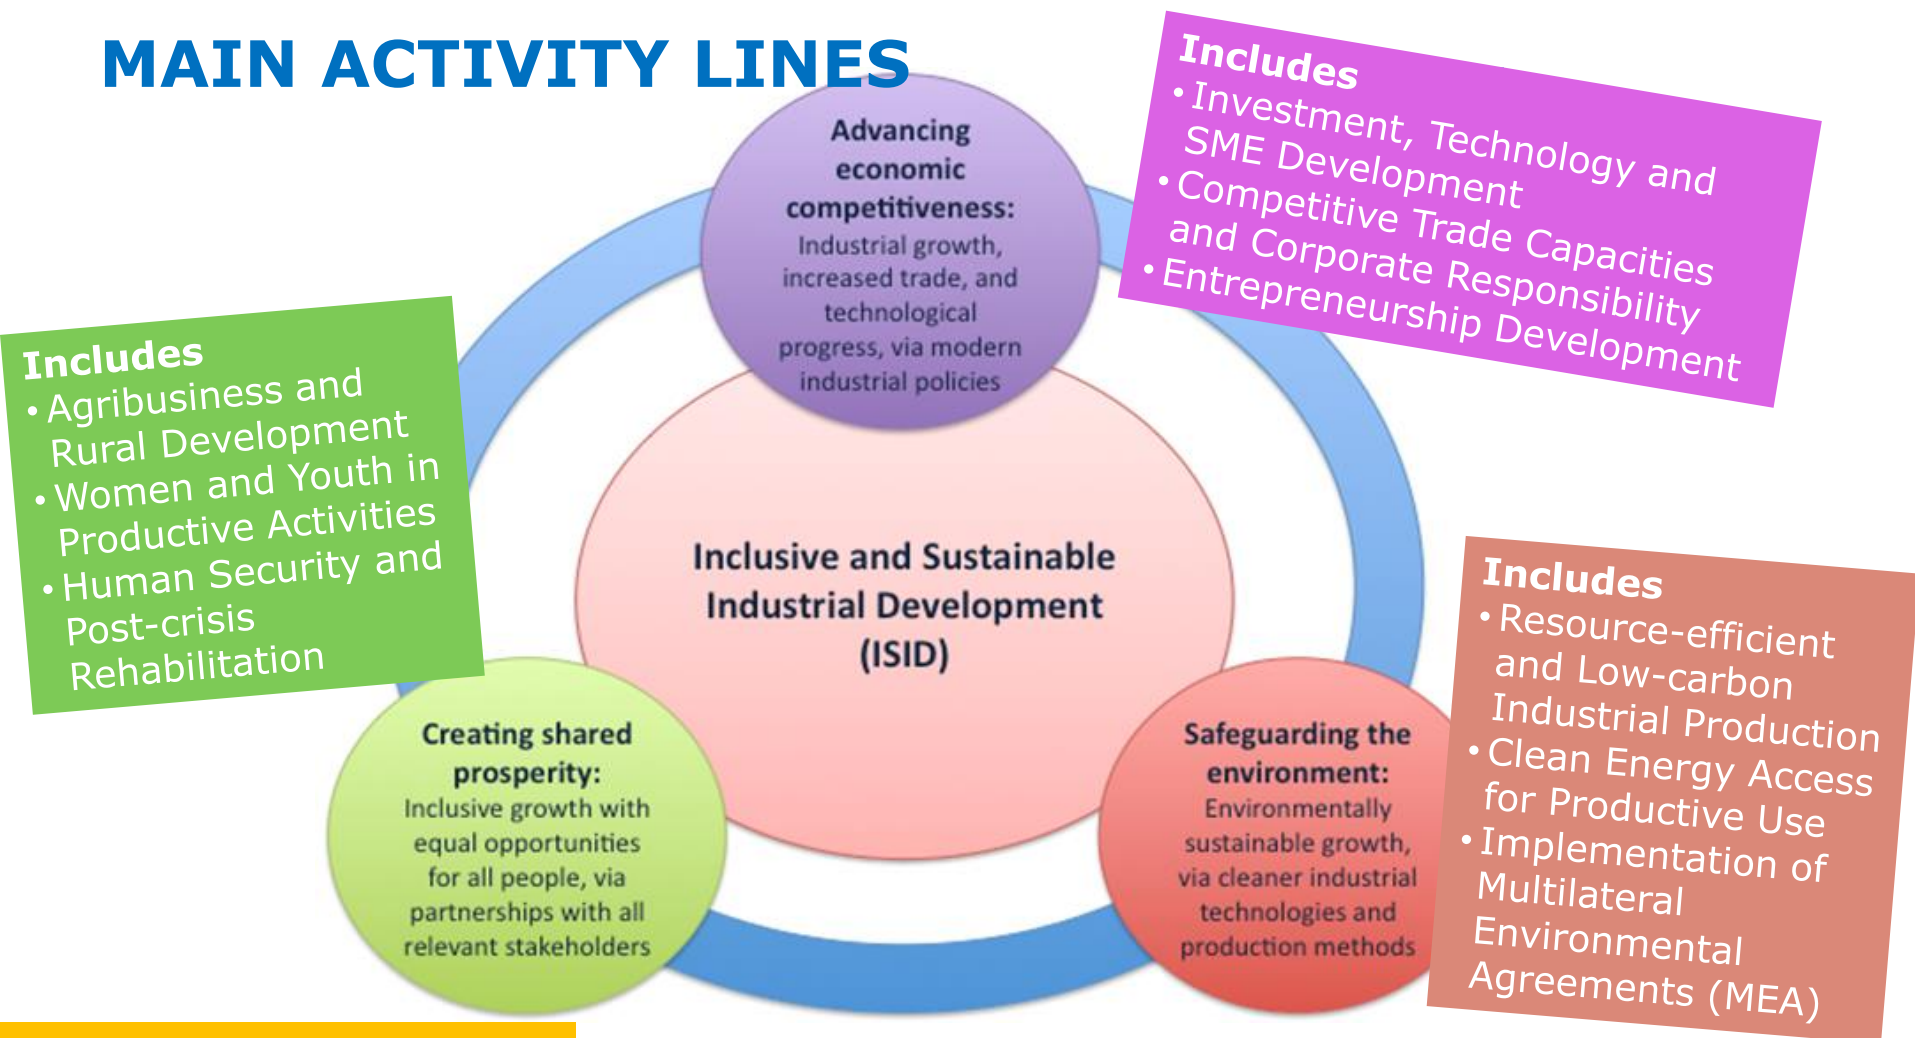 MAIN ACTIVITY LINES
Advancing
economic
competitiveness:
Industrial growth,
increased trade, and
technological
progress, via modern
industrial policies
Includes
• Investment, Technology and
SME Development
• Competitive Trade Capacities
and Corporate Responsibility
• Entrepreneurship Development
Includes
• Agribusiness and
Rural Development
• Women and Youth in
Productive Activities
• Human Security and
Post-crisis
Rehabilitation
Inclusive and Sustainable
Industrial Development
(ISID)
Creating shared
prosperity:
Inclusive growth with
equal opportunities
for all people, via
partnerships with all
relevant stakeholders
Safeguarding the
environment:
Environmentally
sustainable growth,
via cleaner industrial
technologies and
production methods
Includes
• Resource-efficient
and Low-carbon
Industrial Production
• Clean Energy Access
for Productive Use
• Implementation of
Multilateral
Environmental
Agreements (MEA)